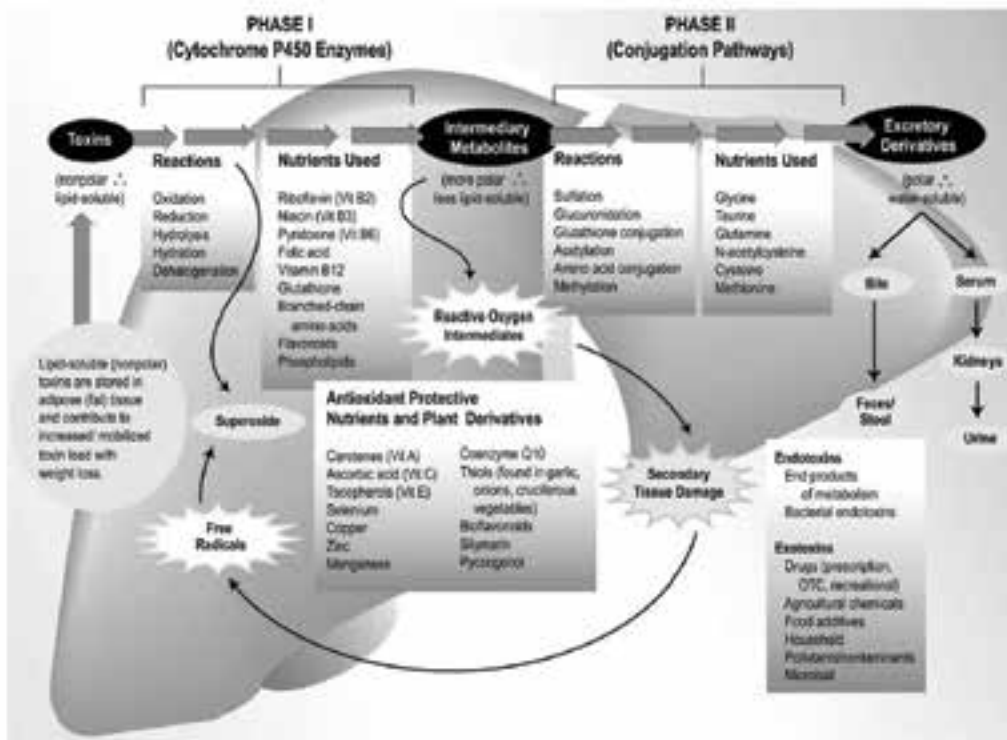 PHASE I
(Cytochrome P450 Enzymes)
PHASE II
(Conjugation Pathways)
Toxins
(nonpolar ∴
lipid-soluble)
Reactions
Oxidation
Reduction
Hydrolysis
Hydration
Dehalogenation
Nutrients Used
Riboflavin (Vit B2)
Niacin (Vit B3)
Pyridoxine (Vit B6)
Folic acid
Vitamin B12
Glutathione
Branched-chain
amino acids
Flavonoids
Phospholipids
Intermediary
Metabolites
(more polar ∴
less lipid-soluble)
Reactions
Sulfation
Glucuronidation
Glutathione conjugation
Acetylation
Amino acid conjugation
Methylation
Nutrients Used
Glycine
Taurine
Glutamine
N-acetylcysteine
Cysteine
Methionine
Excretory
Derivatives
(polar ∴
water-soluble)
Bile
Serum
Kidneys
Feces/
Stool
Urine
Reactive Oxygen
Intermediates
Lipid-soluble (nonpolar)
toxins are stored in
adipose (fat) tissue
and contribute to
increased mobilized
toxin load with
weight loss.
Superoxide
Free
Radicals
Antioxidant Protective
Nutrients and Plant Derivatives
Carotenes (Vit A)
Ascorbic acid (Vit C)
Tocopherols (Vit E)
Selenium
Copper
Zinc
Manganese
Coenzyme Q10
Thiols (found in garlic,
onions, cruciferous
vegetables)
Bioflavonoids
Silymarin
Pycnogenol
Secondary
Tissue Damage
Endotoxins
End products
of metabolism
Bacterial endotoxins
Exotoxins
Drugs (prescription,
OTC, recreational)
Agricultural chemicals
Food additives
Household
Pollutants/contaminants
Microbial